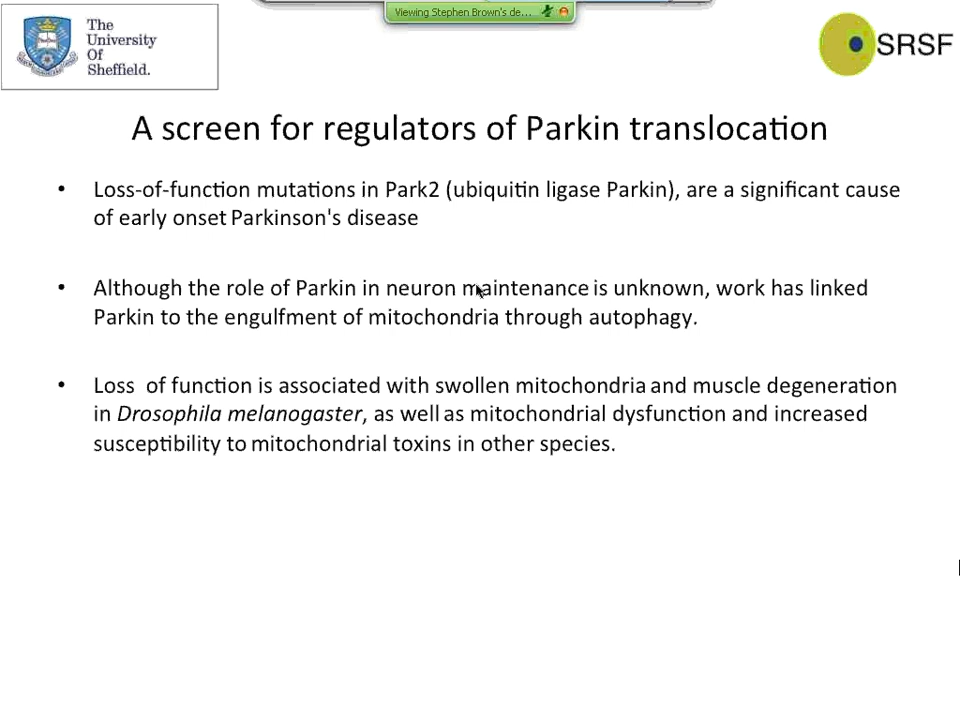 Viewing Stephen Brown's de...
The
University
Of
Sheffield.
SRSF
A screen for regulators of Parkin translocation
• Loss-of-function mutations in Park2 (ubiquitin ligase Parkin), are a significant cause
of early onset Parkinson's disease
• Although the role of Parkin in neuron maintenance is unknown, work has linked
Parkin to the engulfment of mitochondria through autophagy.
• Loss of function is associated with swollen mitochondria and muscle degeneration
in Drosophila melanogaster, as well as mitochondrial dysfunction and increased
susceptibility to mitochondrial toxins in other species.